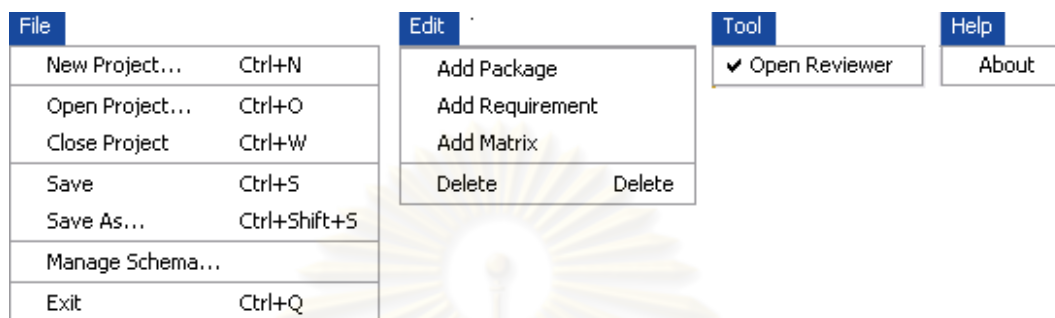 File
New Project... Ctrl+N
Open Project... Ctrl+O
Close Project Ctrl+W
Save Ctrl+S
Save As... Ctrl+Shift+S
Manage Schema...
Exit Ctrl+Q
Edit
Add Package
Add Requirement
Add Matrix
Delete Delete
Tool
✔ Open Reviewer
Help
About